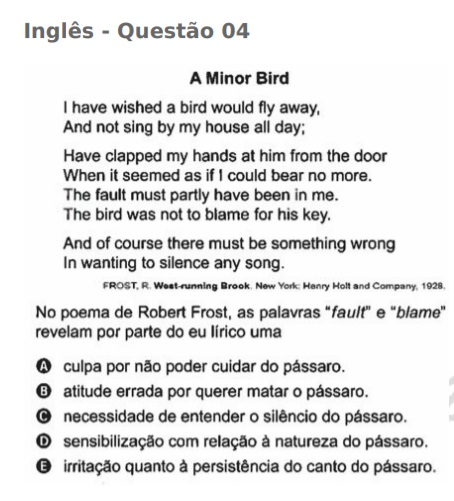 Inglês - Questão 04
A Minor Bird
I have wished a bird would fly away,
And not sing by my house all day;
Have clapped my hands at him from the door
When it seemed as if I could bear no more.
The fault must partly have been in me.
The bird was not to blame for his key.
And of course there must be something wrong
In wanting to silence any song.
FROST, R. West-running Brook. New York: Henry Holt and Company, 1928.
No poema de Robert Frost, as palavras "fault" e "blame"
revelam por parte do eu lírico uma
A culpa por não poder cuidar do pássaro.
B atitude errada por querer matar o pássaro.
C necessidade de entender o silêncio do pássaro.
D sensibilização com relação à natureza do pássaro.
E irritação quanto à persistência do canto do pássaro.